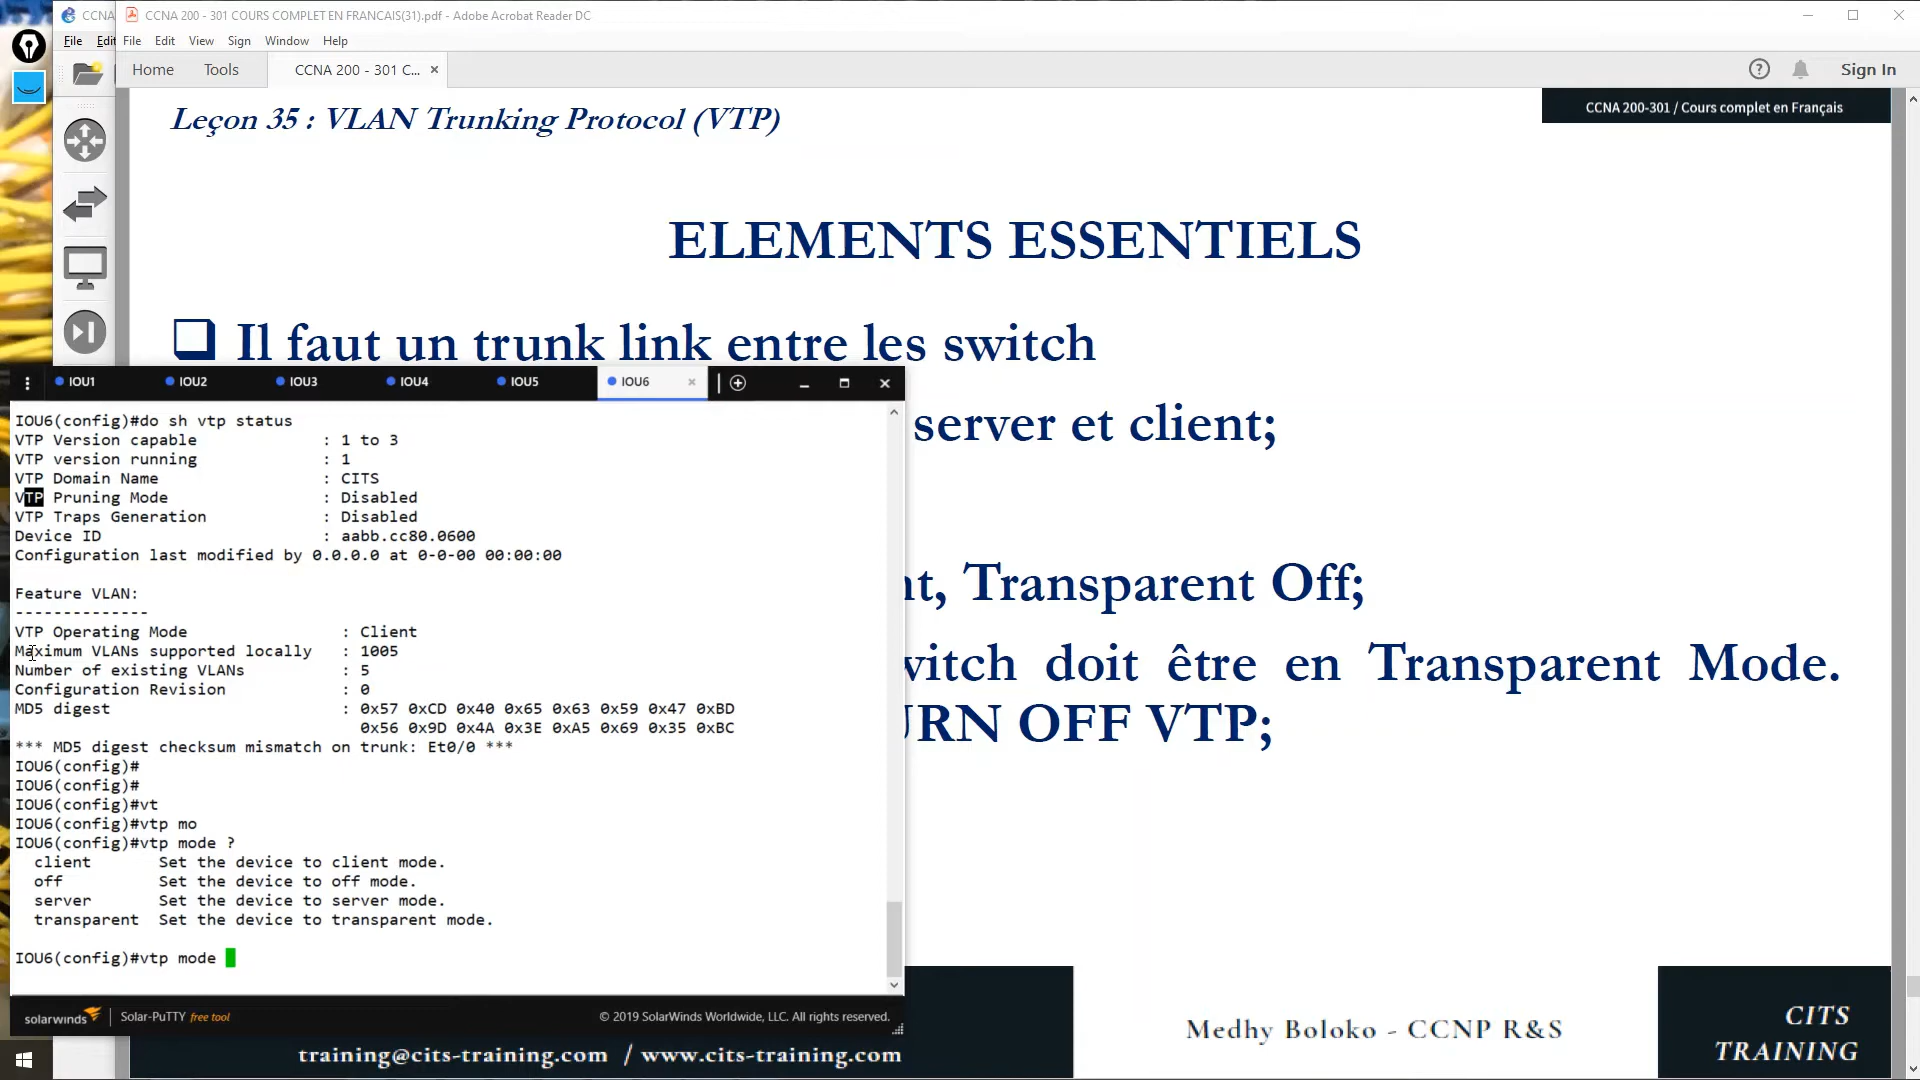 CCNA
CCNA 200 - 301 COURS COMPLET EN FRANCAIS(31).pdf - Adobe Acrobat Reader DC
File Edit
File Edit View Sign Window Help
Home Tools CCNA 200 - 301 C... ×
Sign In
Leçon 35 : VLAN Trunking Protocol (VTP)
CCNA 200-301 / Cours complet en Français
ELEMENTS ESSENTIELS
Il faut un trunk link entre les switch
server et client;
nt, Transparent Off;
witch doit être en Transparent Mode.
URN OFF VTP;
IOU1 IOU2 IOU3 IOU4 IOU5 IOU6
IOU6(config)#do sh vtp status
VTP Version capable : 1 to 3
VTP version running : 1
VTP Domain Name : CITS
VTP Pruning Mode : Disabled
VTP Traps Generation : Disabled
Device ID : aabb.cc80.0600
Configuration last modified by 0.0.0.0 at 0-0-00 00:00:00
Feature VLAN:
--------------
VTP Operating Mode : Client
Maximum VLANs supported locally : 1005
Number of existing VLANs : 5
Configuration Revision : 0
MD5 digest : 0x57 0xCD 0x40 0x65 0x63 0x59 0x47 0xBD
0x56 0x9D 0x4A 0x3E 0xA5 0x69 0x35 0xBC
*** MD5 digest checksum mismatch on trunk: Et0/0 ***
IOU6(config)#
IOU6(config)#
IOU6(config)#vt
IOU6(config)#vtp mo
IOU6(config)#vtp mode ?
client Set the device to client mode.
off Set the device to off mode.
server Set the device to server mode.
transparent Set the device to transparent mode.
IOU6(config)#vtp mode
solarwinds Solar-PuTTY free tool
© 2019 SolarWinds Worldwide, LLC. All rights reserved.
training@cits-training.com / www.cits-training.com
Medhy Boloko - CCNP R&S
CITS
TRAINING